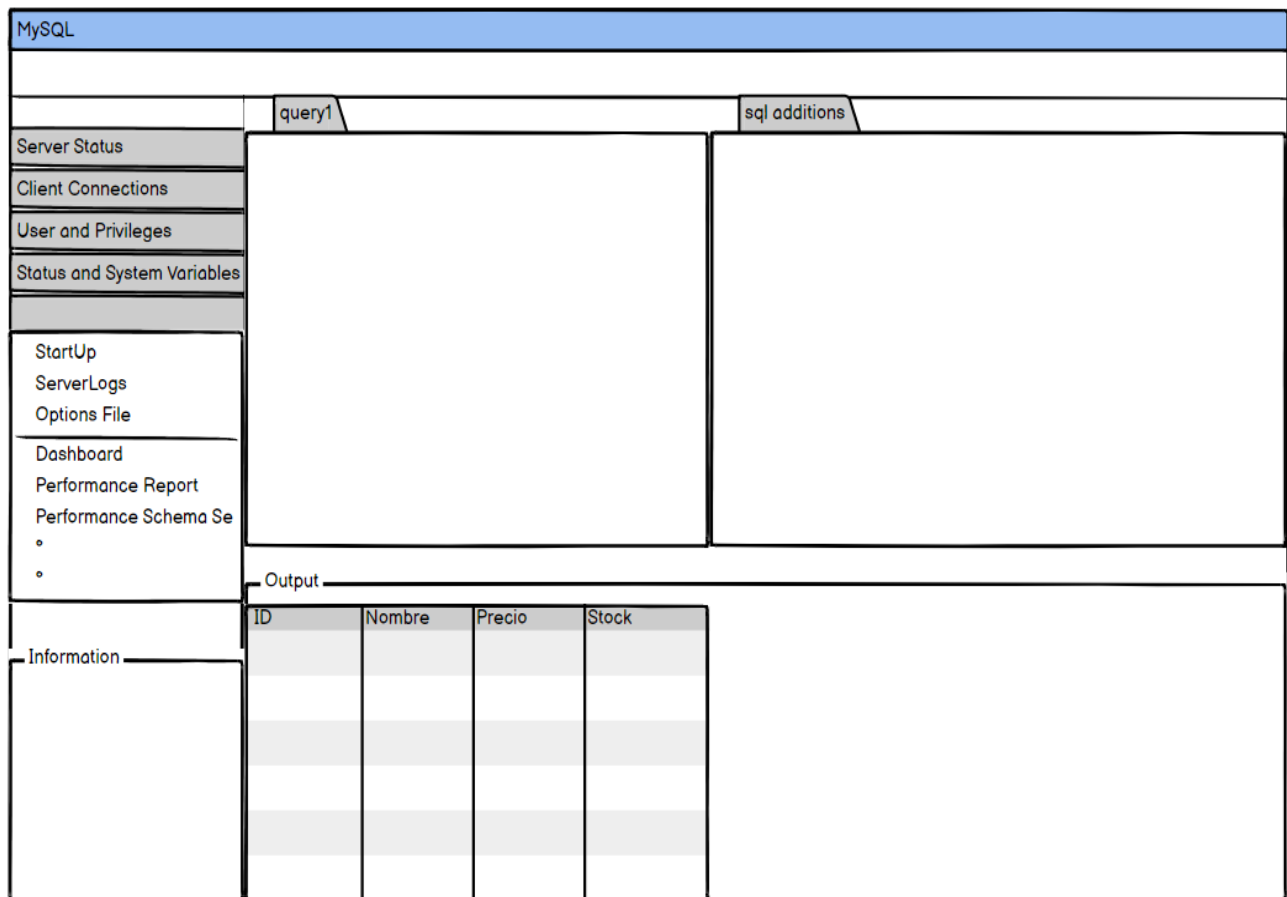 MySQL
query1
sql additions
Server Status
Client Connections
User and Privileges
Status and System Variables
StartUp
ServerLogs
Options File
Dashboard
Performance Report
Performance Schema Se
Output
ID Nombre Precio Stock
Information